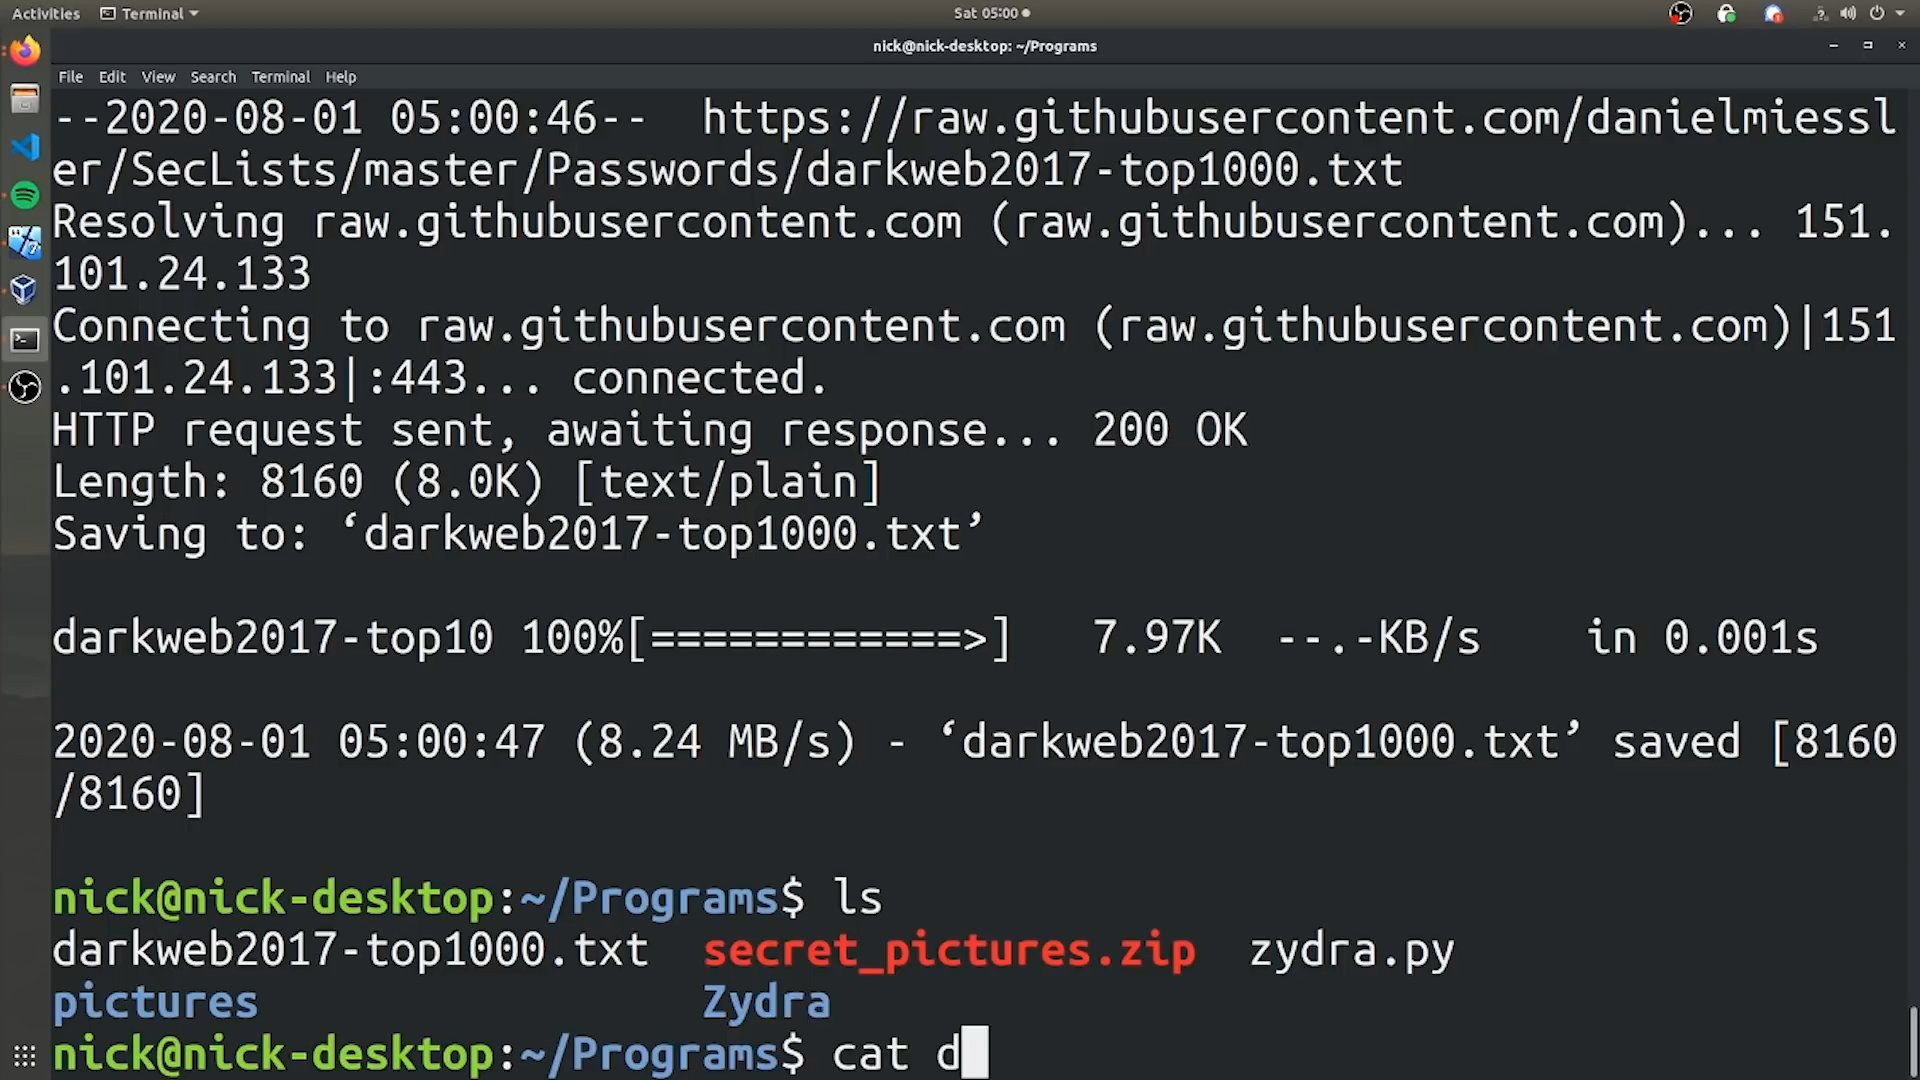 Activities Terminal Sat 05:00
nick@nick-desktop: ~/Programs
File Edit View Search Terminal Help
--2020-08-01 05:00:46--  https://raw.githubusercontent.com/danielmiessl
er/SecLists/master/Passwords/darkweb2017-top1000.txt
Resolving raw.githubusercontent.com (raw.githubusercontent.com)... 151.
101.24.133
Connecting to raw.githubusercontent.com (raw.githubusercontent.com)|151
.101.24.133|:443... connected.
HTTP request sent, awaiting response... 200 OK
Length: 8160 (8.0K) [text/plain]
Saving to: ‘darkweb2017-top1000.txt’
darkweb2017-top10 100%[============>]   7.97K  --.-KB/s    in 0.001s
2020-08-01 05:00:47 (8.24 MB/s) - ‘darkweb2017-top1000.txt’ saved [8160
/8160]
nick@nick-desktop:~/Programs$ ls
darkweb2017-top1000.txt  secret_pictures.zip  zydra.py
pictures                 Zydra
nick@nick-desktop:~/Programs$ cat d